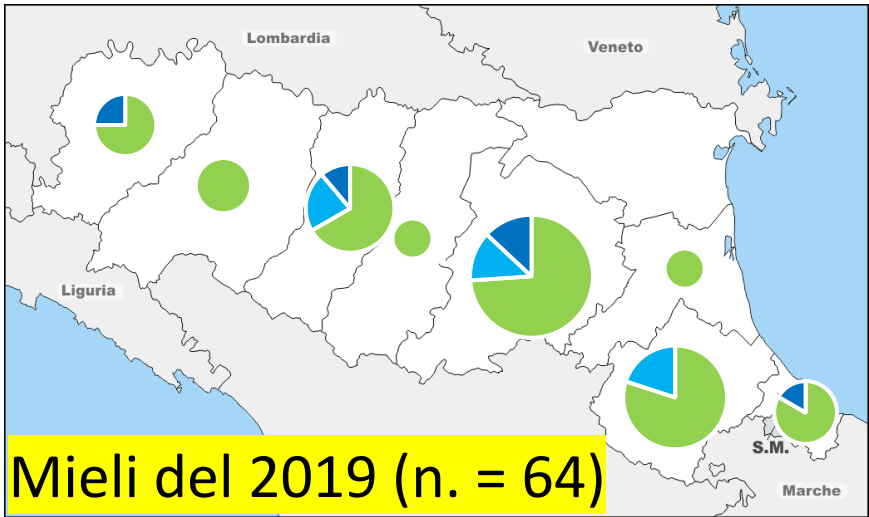 Lombardia
Veneto
Liguria
S.M.
Marche
Mieli del 2019 (n. = 64)